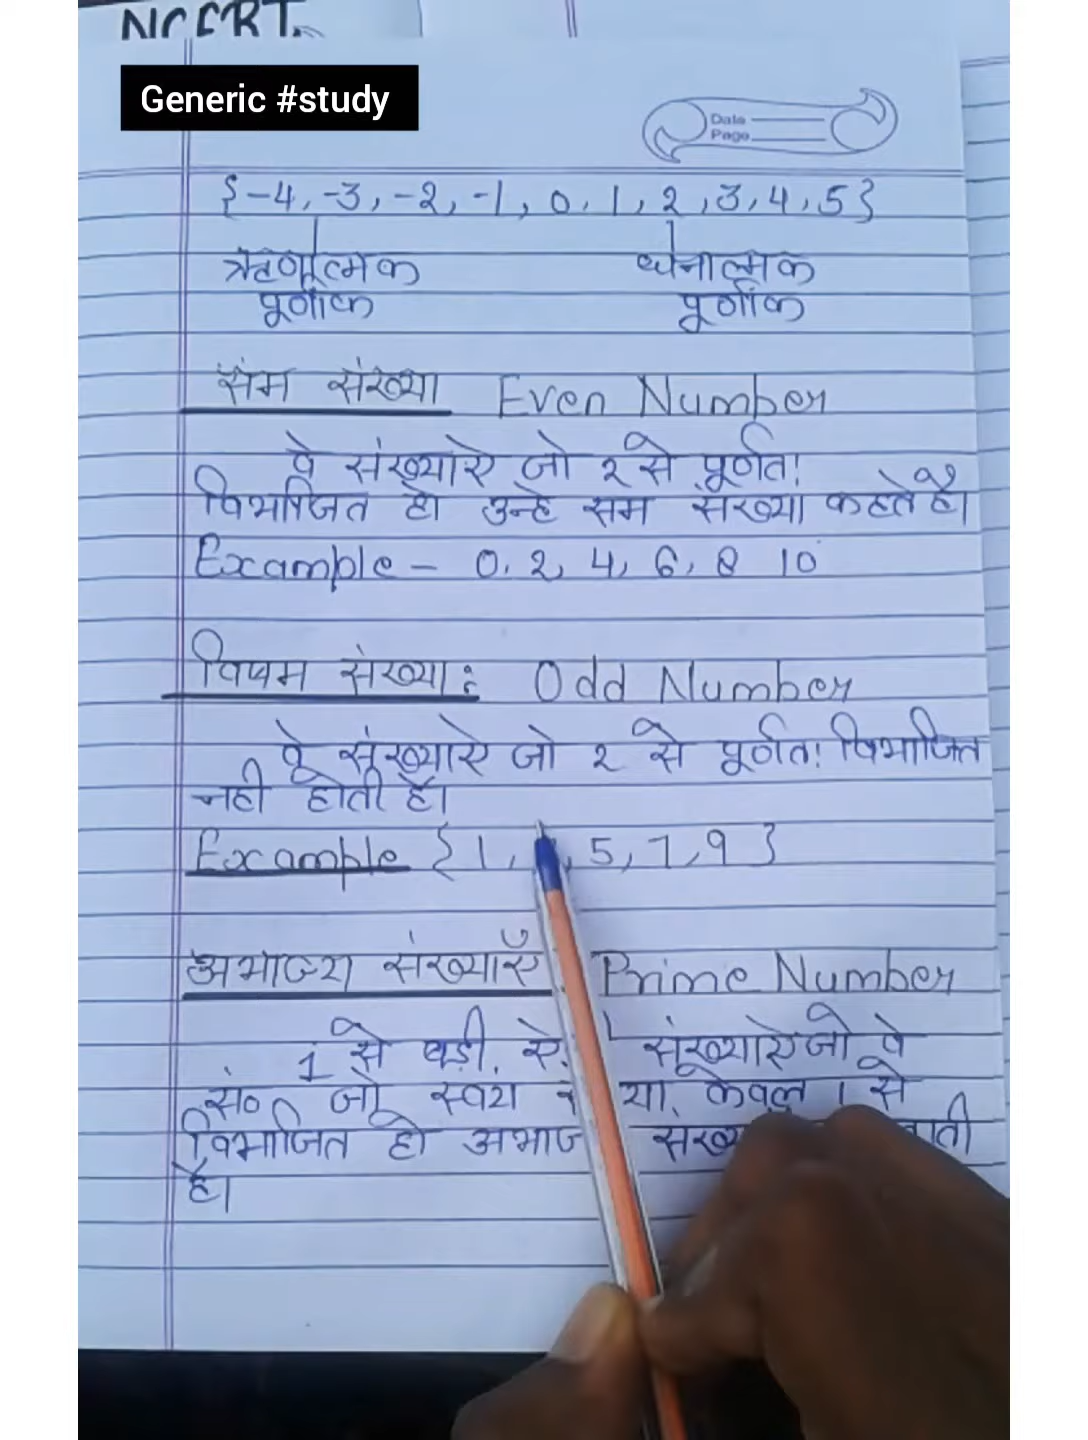 NCERT.
Generic #study
Date
Page
{-4, -3, -2, -1, 0, 1, 2, 3, 4, 5}
ऋणात्मक धनात्मक
पूर्णांक पूर्णांक
सम संख्या Even Number
वे संख्याऐ जो 2 से पूर्णत!
विभाजित हो उन्हे सम संख्या कहते है।
Example - 0, 2, 4, 6, 8 10
विषम संख्या: Odd Number
वे संख्याऐ जो 2 से पूर्णत! विभाजित
नही होती है।
Example {1, 5, 7, 9}
अभाज्य संख्याएँ Prime Number
1 से बड़ी संख्याऐ जो वे
सं० जो स्वयं या केवल 1 से
विभाजित हो
है।